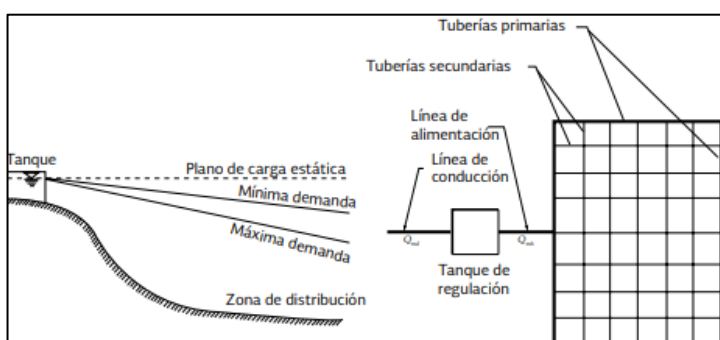 Tuberías primarias
Tuberías secundarias
Tanque
Plano de carga estática
Mínima demanda
Máxima demanda
Zona de distribución
Línea de
alimentación
Línea de
conducción
Tanque de
regulación